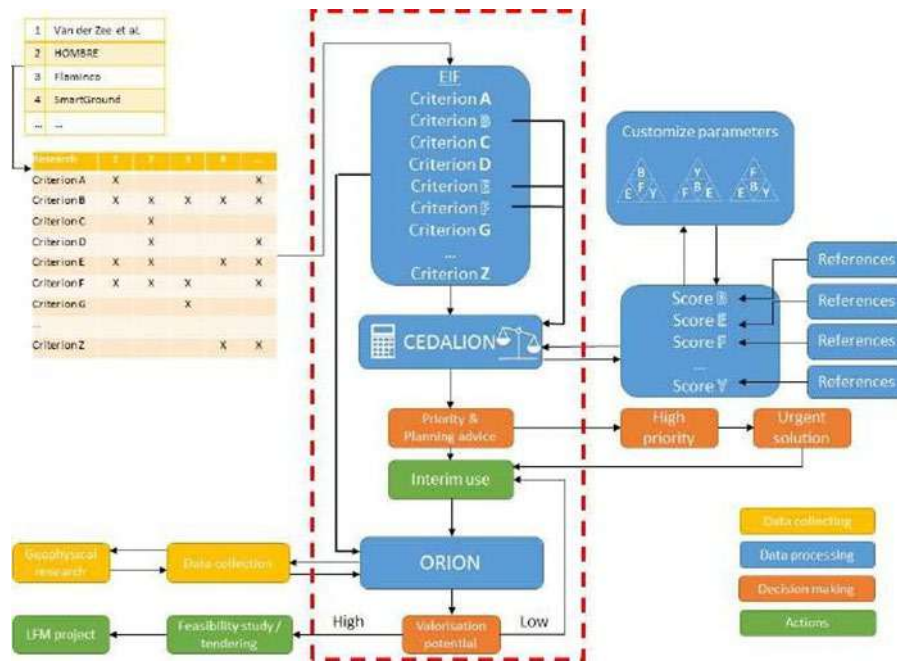 1 Van der Zee et al.
2 HOMBRE
3 Flaminco
4 SmartGround
... ...
Research 1 2 3 4 ...
Criterion A X X
Criterion B X X X X X
Criterion C X
Criterion D X X
Criterion E X X X X
Criterion F X X X X
Criterion G X
...
Criterion Z X X
EIF
Criterion A
Criterion B
Criterion C
Criterion D
Criterion E
Criterion F
Criterion G
...
Criterion Z
Customize parameters
B
E F Y
Y
F B E
F
E B Y
References
References
References
References
Score B
Score E
Score F
...
Score Y
CEDALION
Priority &
Planning advice
High
priority
Urgent
solution
Interim use
ORION
Geophysical
research
Data collection
LFM project
Feasibility study /
tendering
High
Valorisation
potential
Low
Data collecting
Data processing
Decision making
Actions